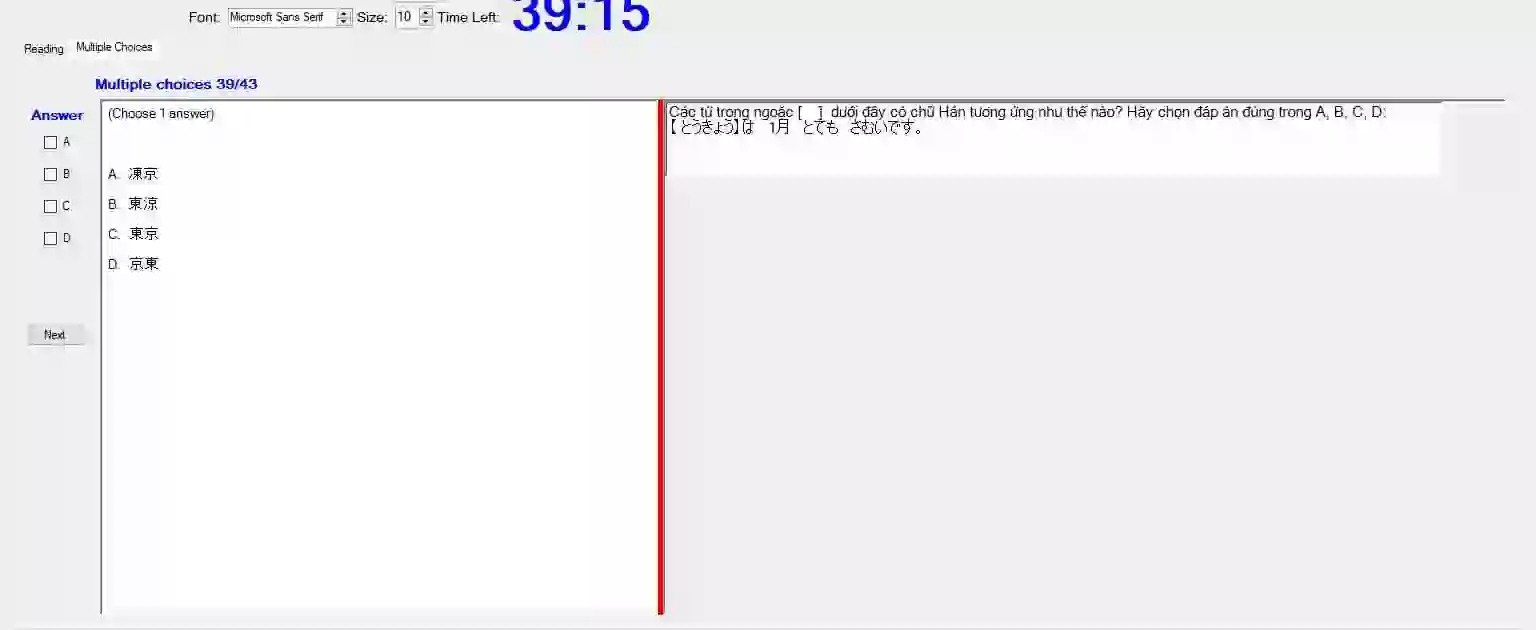 Font: Microsoft Sans Serif Size: 10 Time Left: 39:15
Reading Multiple Choices
Multiple choices 39/43
Answer
A
B
C
D
Next
(Choose 1 answer)
A. 凍京
B. 東涼
C. 東京
D. 京東
Các từ trong ngoặc [ ] dưới đây có chữ Hán tương ứng như thế nào? Hãy chọn đáp án đúng trong A, B, C, D:
【とうきょう】は 1月 とても さむいです。